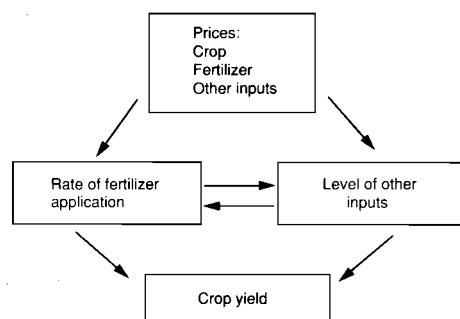 Prices:
Crop
Fertilizer
Other inputs
Rate of fertilizer
application
Level of other
inputs
Crop yield